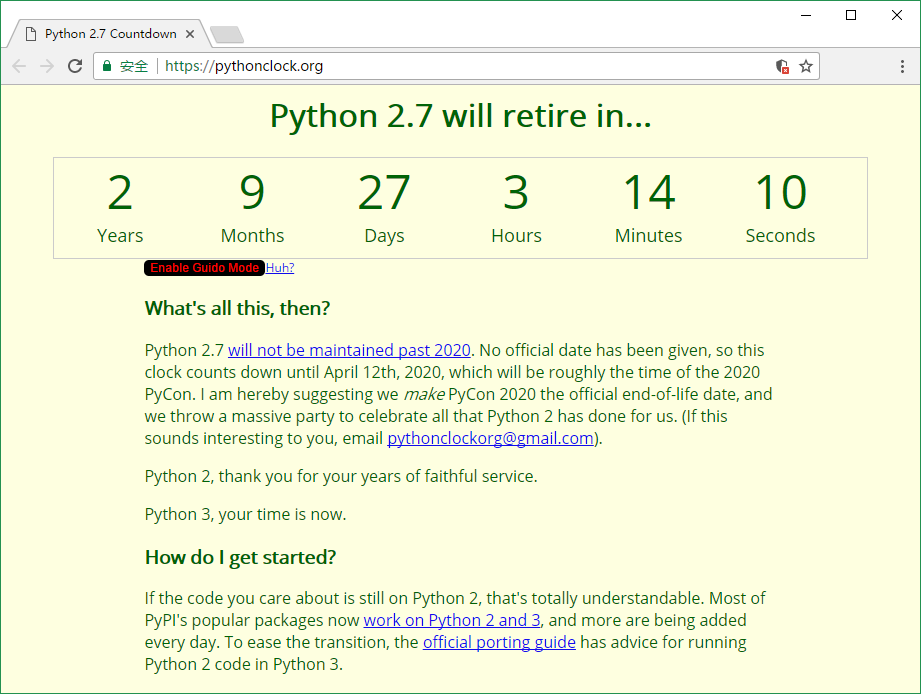 Python 2.7 Countdown
安全 https://pythonclock.org
Python 2.7 will retire in...
2 9 27 3 14 10
Years Months Days Hours Minutes Seconds
Enable Guido Mode Huh?
What's all this, then?
Python 2.7 will not be maintained past 2020. No official date has been given, so this
clock counts down until April 12th, 2020, which will be roughly the time of the 2020
PyCon. I am hereby suggesting we make PyCon 2020 the official end-of-life date, and
we throw a massive party to celebrate all that Python 2 has done for us. (If this
sounds interesting to you, email pythonclockorg@gmail.com).
Python 2, thank you for your years of faithful service.
Python 3, your time is now.
How do I get started?
If the code you care about is still on Python 2, that's totally understandable. Most of
PyPI's popular packages now work on Python 2 and 3, and more are being added
every day. To ease the transition, the official porting guide has advice for running
Python 2 code in Python 3.